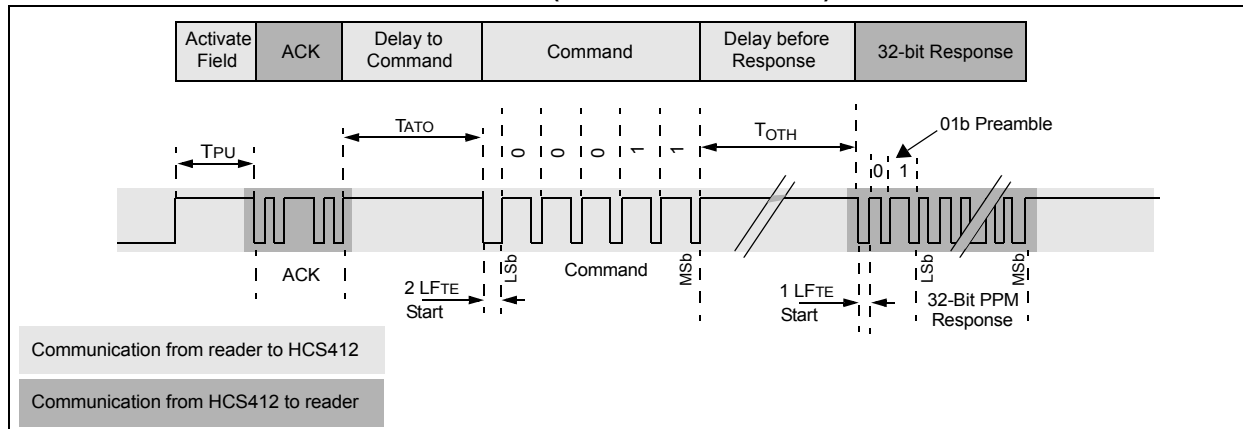 Activate Field
ACK
Delay to Command
Command
Delay before Response
32-bit Response
TPU
TATO
0 0 0 1 1
TOTH
01b Preamble
0 1
ACK
2 LFTE
Start
LSb
Command
MSb
1 LFTE
Start
LSb
MSb
32-Bit PPM
Response
Communication from reader to HCS412
Communication from HCS412 to reader